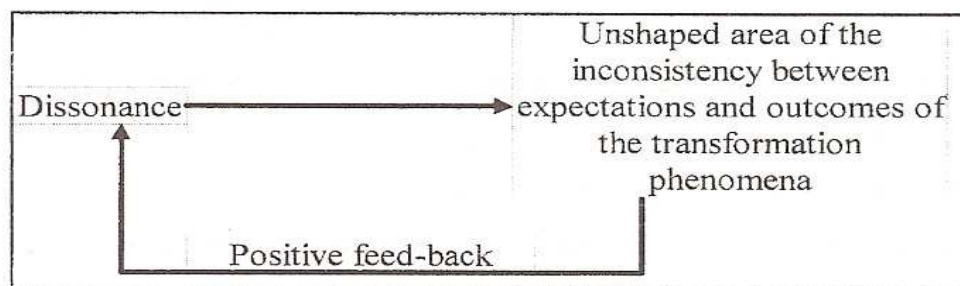 Unshaped area of the
inconsistency between
Dissonance
expectations and outcomes of
the transformation
phenomena
Positive feed-back